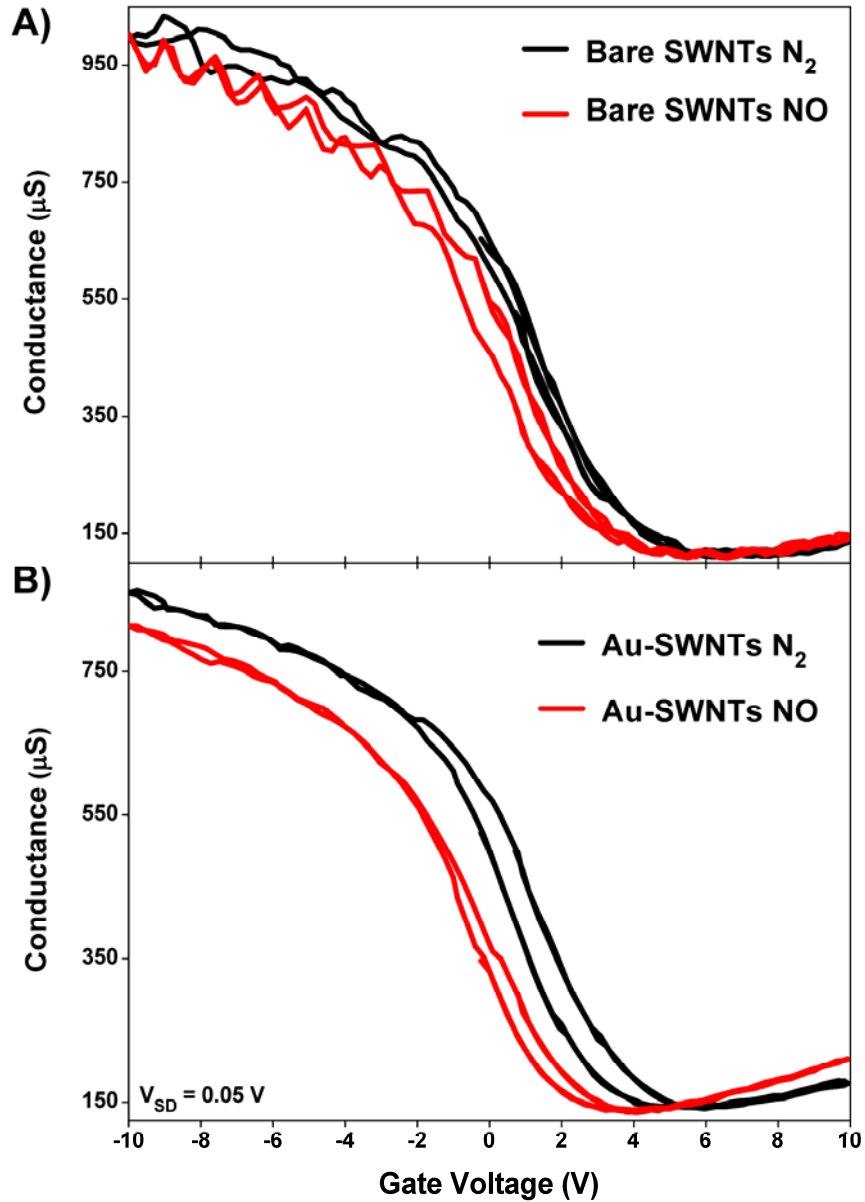 A)
Bare SWNTs N₂
Bare SWNTs NO
Conductance (μS)
950
750
550
350
150
B)
Au-SWNTs N₂
Au-SWNTs NO
Conductance (μS)
750
550
350
150
V_SD = 0.05 V
-10 -8 -6 -4 -2 0 2 4 6 8 10
Gate Voltage (V)